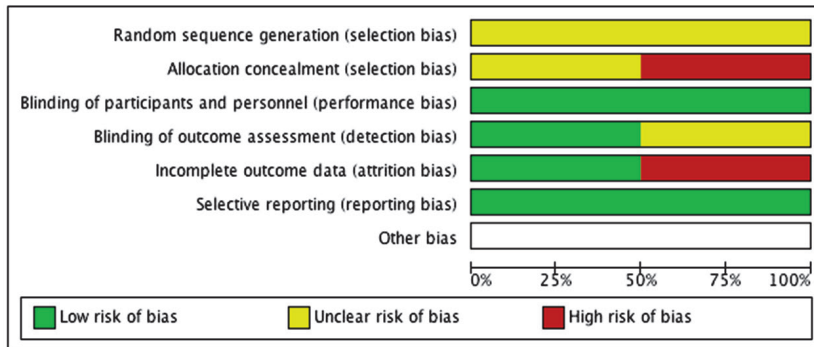 Random sequence generation (selection bias)
Allocation concealment (selection bias)
Blinding of participants and personnel (performance bias)
Blinding of outcome assessment (detection bias)
Incomplete outcome data (attrition bias)
Selective reporting (reporting bias)
Other bias
0% 25% 50% 75% 100%
Low risk of bias Unclear risk of bias High risk of bias